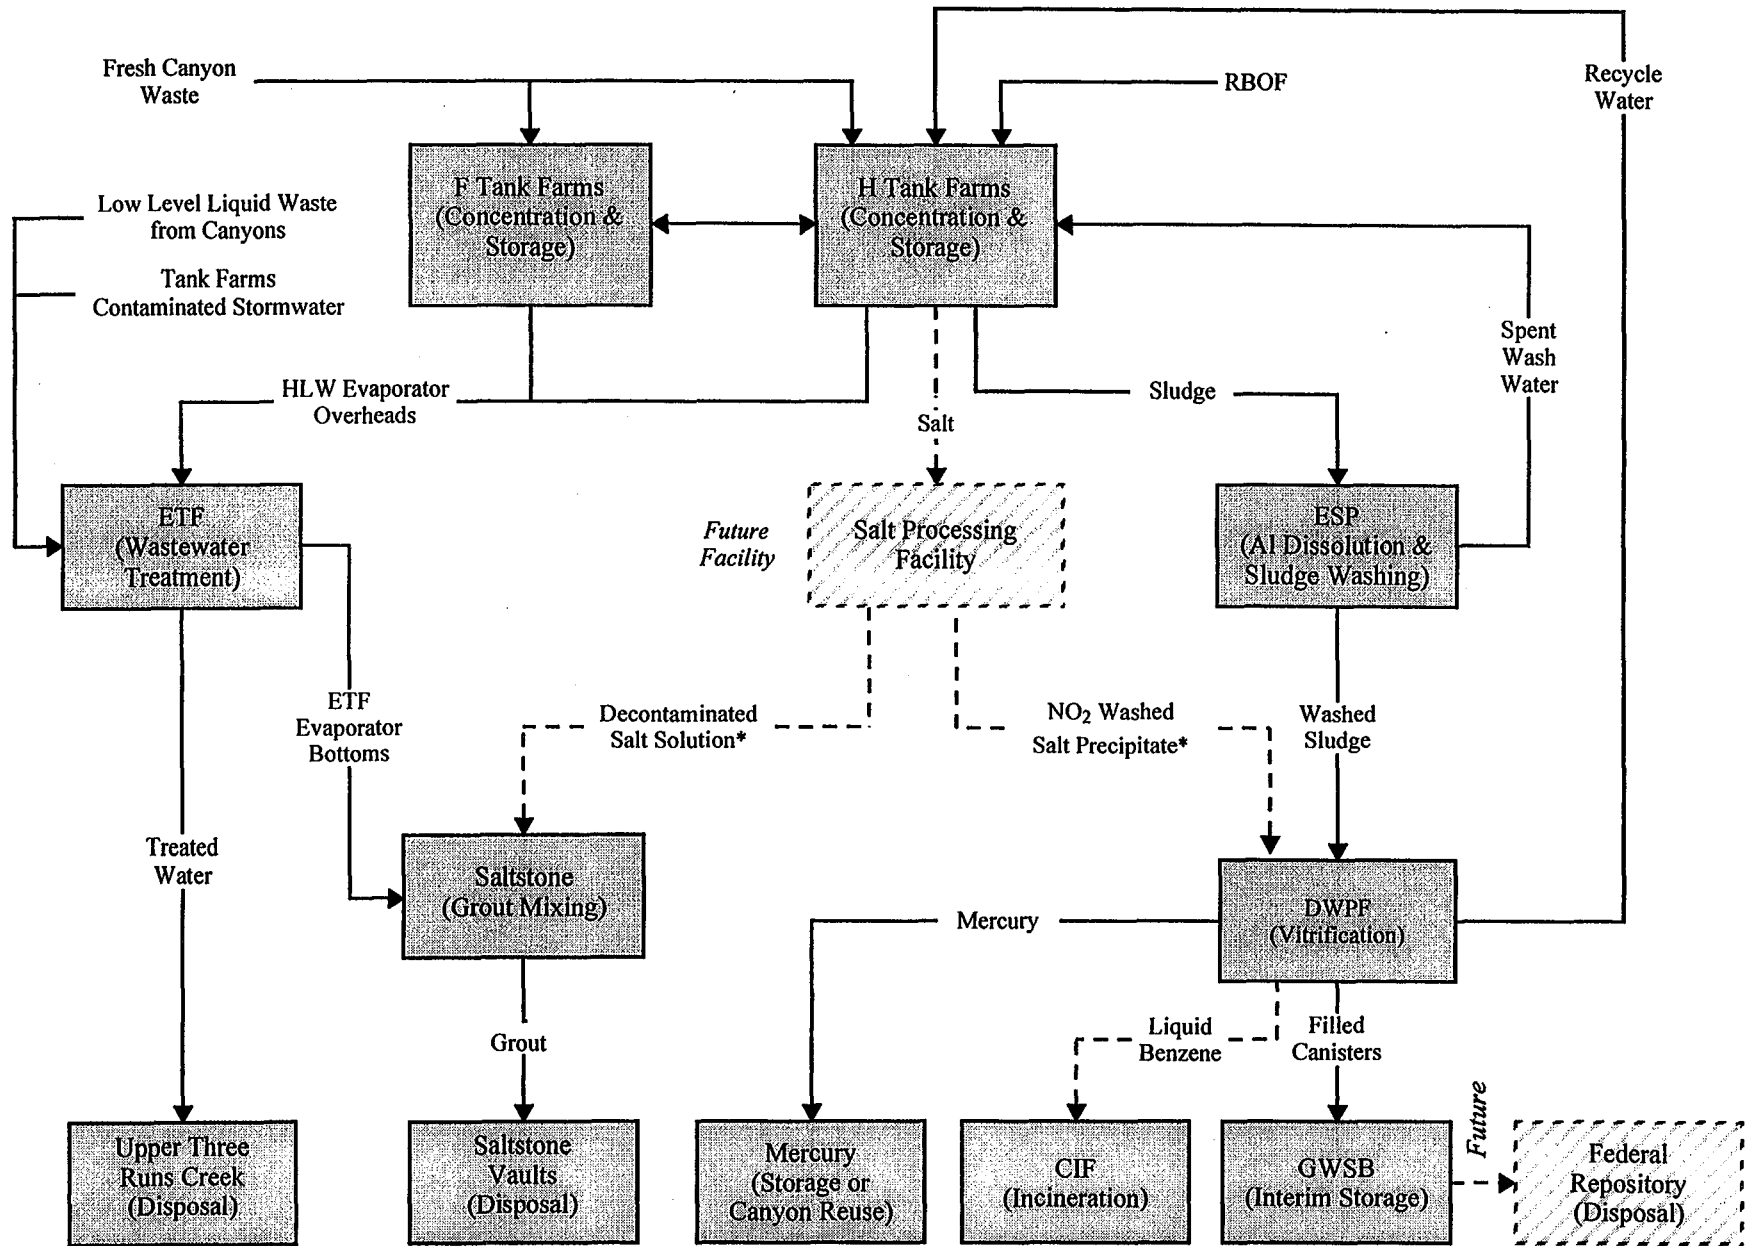 Fresh Canyon
Waste
RBOF
Recycle
Water
F Tank Farms
(Concentration &
Storage)
H Tank Farms
(Concentration &
Storage)
Low Level Liquid Waste
from Canyons
Tank Farms
Contaminated Stormwater
Spent
Wash
Water
HLW Evaporator
Overheads
Salt
Sludge
ETF
(Wastewater
Treatment)
Future
Facility
Salt Processing
Facility
ESP
(Al Dissolution &
Sludge Washing)
ETF
Evaporator
Bottoms
Decontaminated
Salt Solution*
NO2 Washed
Salt Precipitate*
Washed
Sludge
Treated
Water
Saltstone
(Grout Mixing)
Mercury
DWPF
(Vitrification)
Grout
Liquid
Benzene
Filled
Canisters
Future
Upper Three
Runs Creek
(Disposal)
Saltstone
Vaults
(Disposal)
Mercury
(Storage or
Canyon Reuse)
CIF
(Incineration)
GWSB
(Interim Storage)
Federal
Repository
(Disposal)